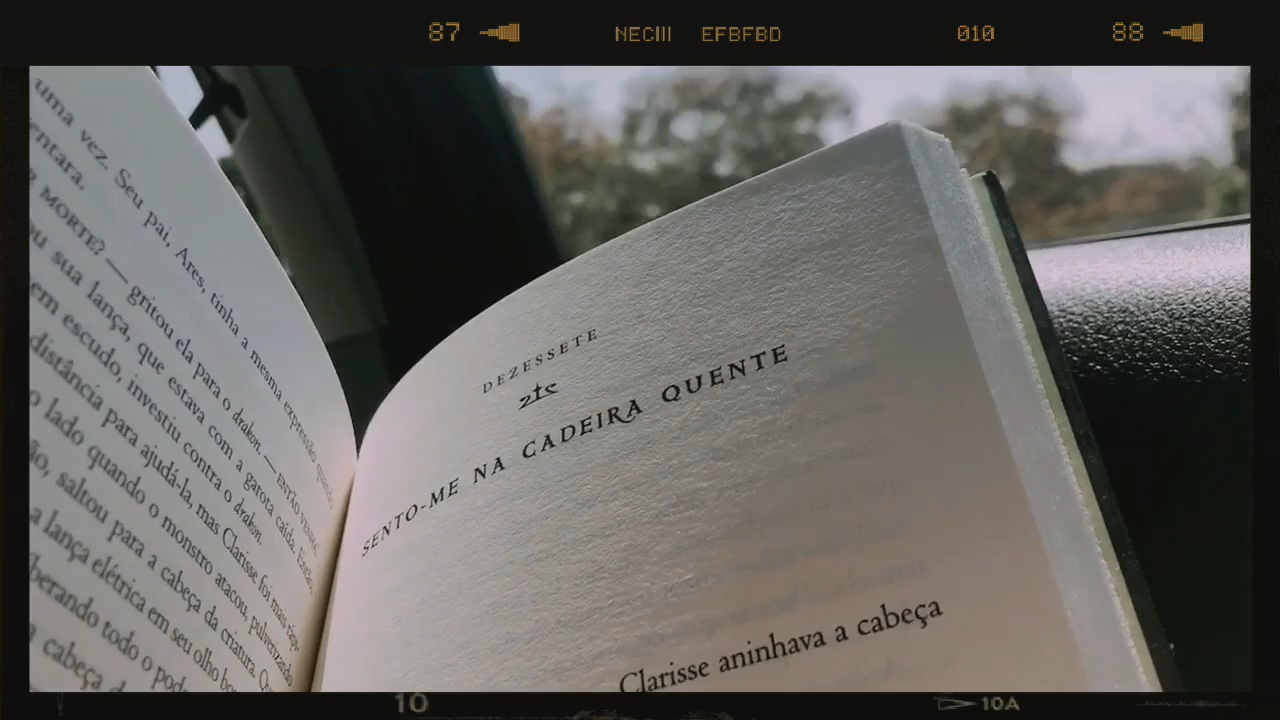 87 NECIII EFBFBD 010 88
uma vez. Seu pai, Ares, tinha a mesma expressão quando
entara.
MORTE? — gritou ela para o drakon. — ENTÃO VENHA!
ou sua lança, que estava com a garota caída. Então,
em escudo, investiu contra o drakon.
distância para ajudá-la, mas Clarisse foi mais rápi-
o lado quando o monstro atacou, pulverizando
ão, saltou para a cabeça da criatura.
a lança elétrica em seu olho
berando todo o
a cabeça
DEZESSETE
SENTO-ME NA CADEIRA QUENTE
Clarisse aninhava a cabeça
10 10A